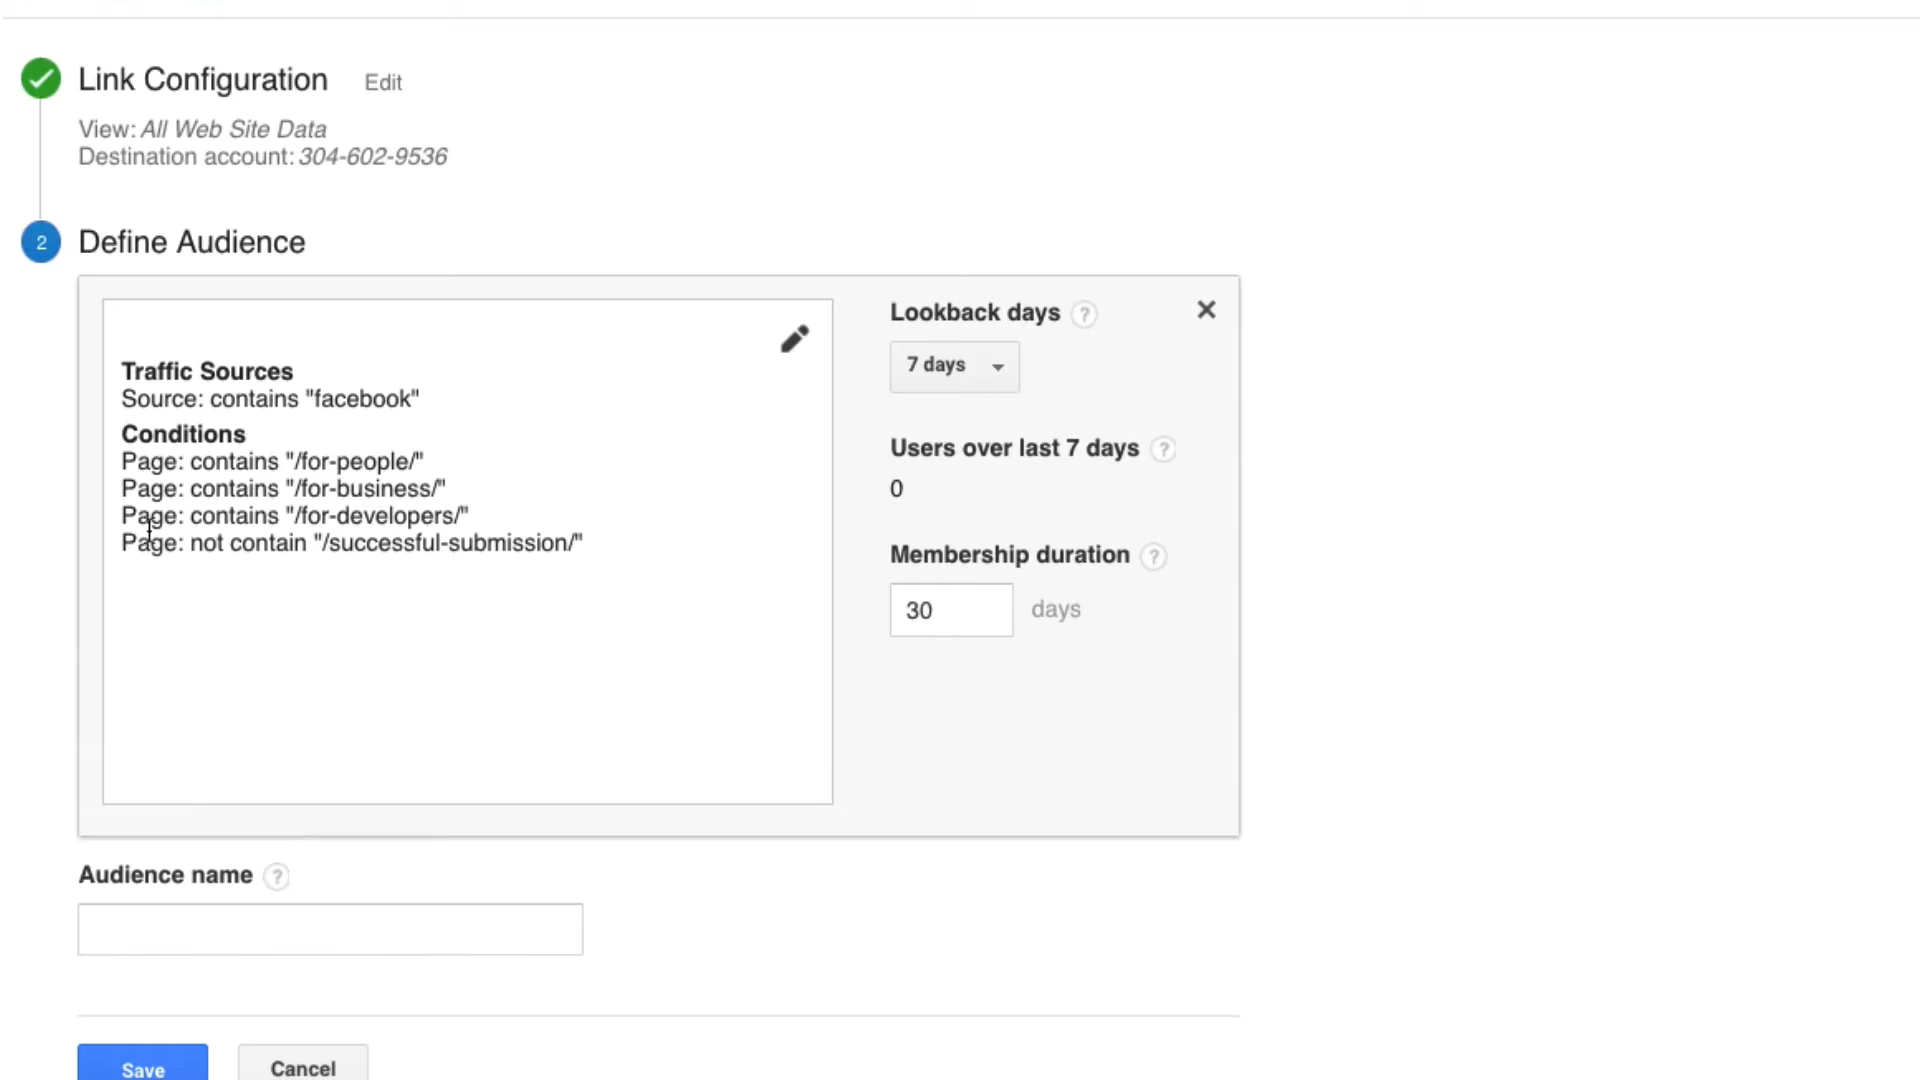 Link Configuration Edit
View: All Web Site Data
Destination account: 304-602-9536
2 Define Audience
Traffic Sources
Source: contains "facebook"
Conditions
Page: contains "/for-people/"
Page: contains "/for-business/"
Page: contains "/for-developers/"
Page: not contain "/successful-submission/"
Lookback days ?
7 days
Users over last 7 days ?
0
Membership duration ?
30 days
Audience name ?
Save Cancel